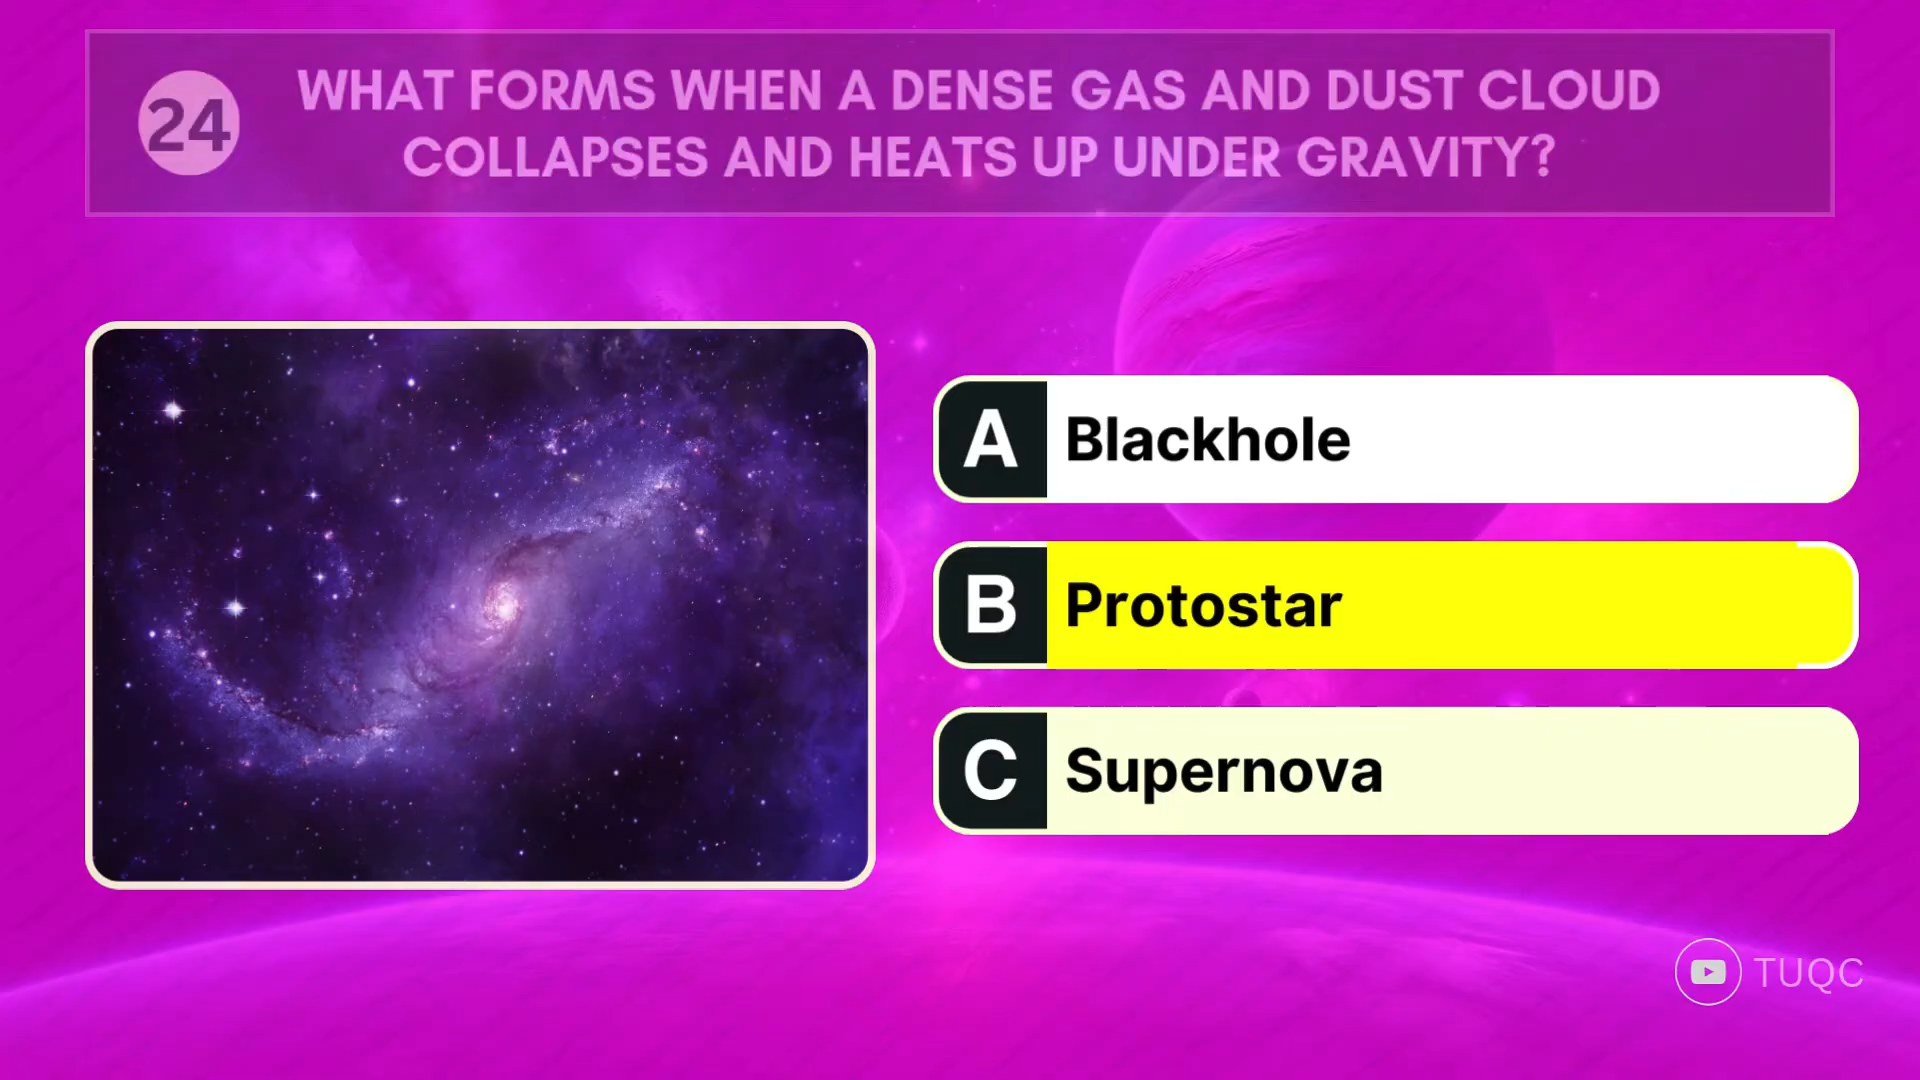 24
WHAT FORMS WHEN A DENSE GAS AND DUST CLOUD
COLLAPSES AND HEATS UP UNDER GRAVITY?
A Blackhole
B Protostar
C Supernova
TUQC